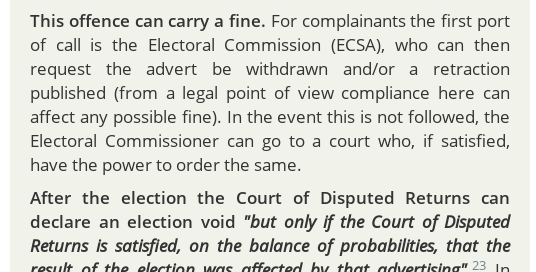 This offence can carry a fine. For complainants the first port
of call is the Electoral Commission (ECSA), who can then
request the advert be withdrawn and/or a retraction
published (from a legal point of view compliance here can
affect any possible fine). In the event this is not followed, the
Electoral Commissioner can go to a court who, if satisfied,
have the power to order the same.
After the election the Court of Disputed Returns can
declare an election void "but only if the Court of Disputed
Returns is satisfied, on the balance of probabilities, that the
result of the election was affected by that advertising" 23 In